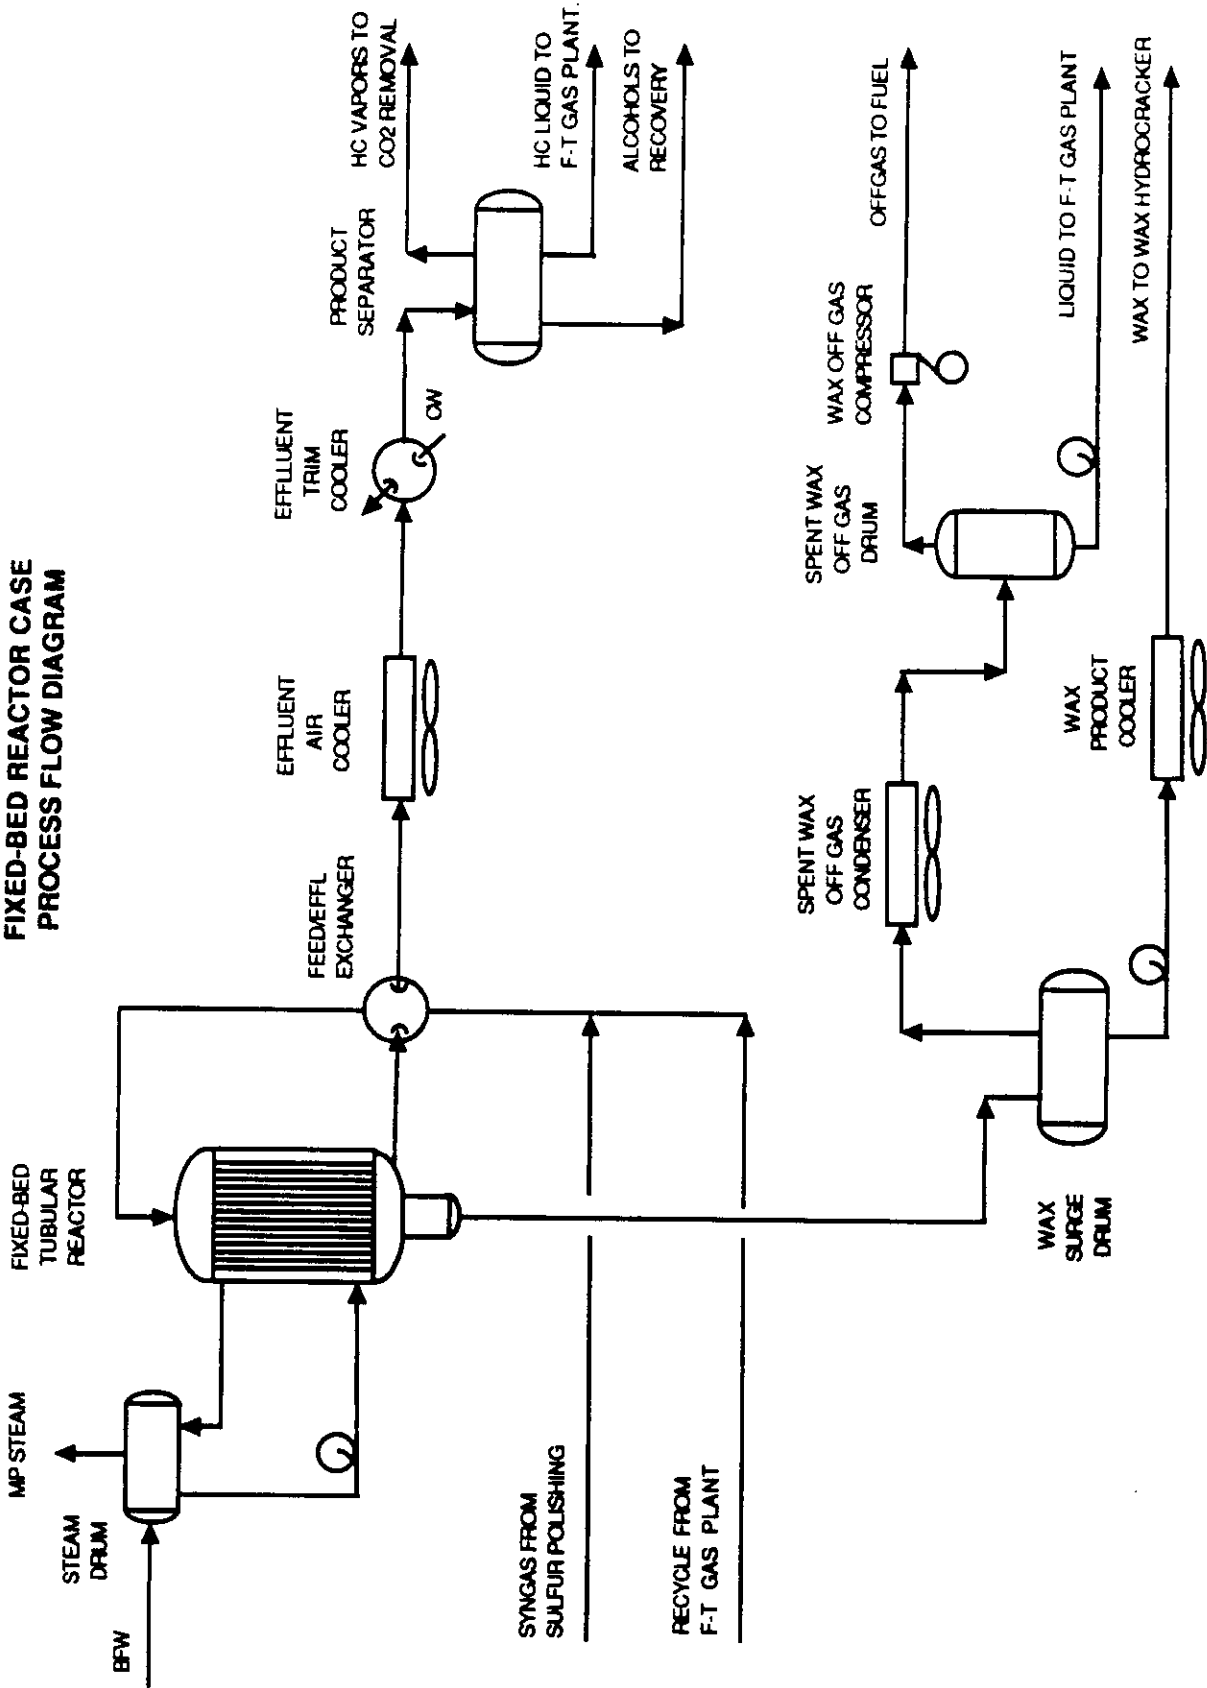 FIXED-BED REACTOR CASE
PROCESS FLOW DIAGRAM
BFW
STEAM
DRUM
MP STEAM
FIXED-BED
TUBULAR
REACTOR
FEED/EFFL
EXCHANGER
EFFLUENT
AIR
COOLER
EFFLUENT
TRIM
COOLER
CW
PRODUCT
SEPARATOR
HC VAPORS TO
CO2 REMOVAL
HC LIQUID TO
F-T GAS PLANT.
ALCOHOLS TO
RECOVERY
SYNGAS FROM
SULFUR POLISHING
RECYCLE FROM
F-T GAS PLANT
WAX
SURGE
DRUM
SPENT WAX
OFF GAS
CONDENSER
SPENT WAX
OFF GAS
DRUM
WAX OFF GAS
COMPRESSOR
OFFGAS TO FUEL
LIQUID TO F-T GAS PLANT
WAX
PRODUCT
COOLER
WAX TO WAX HYDROCRACKER